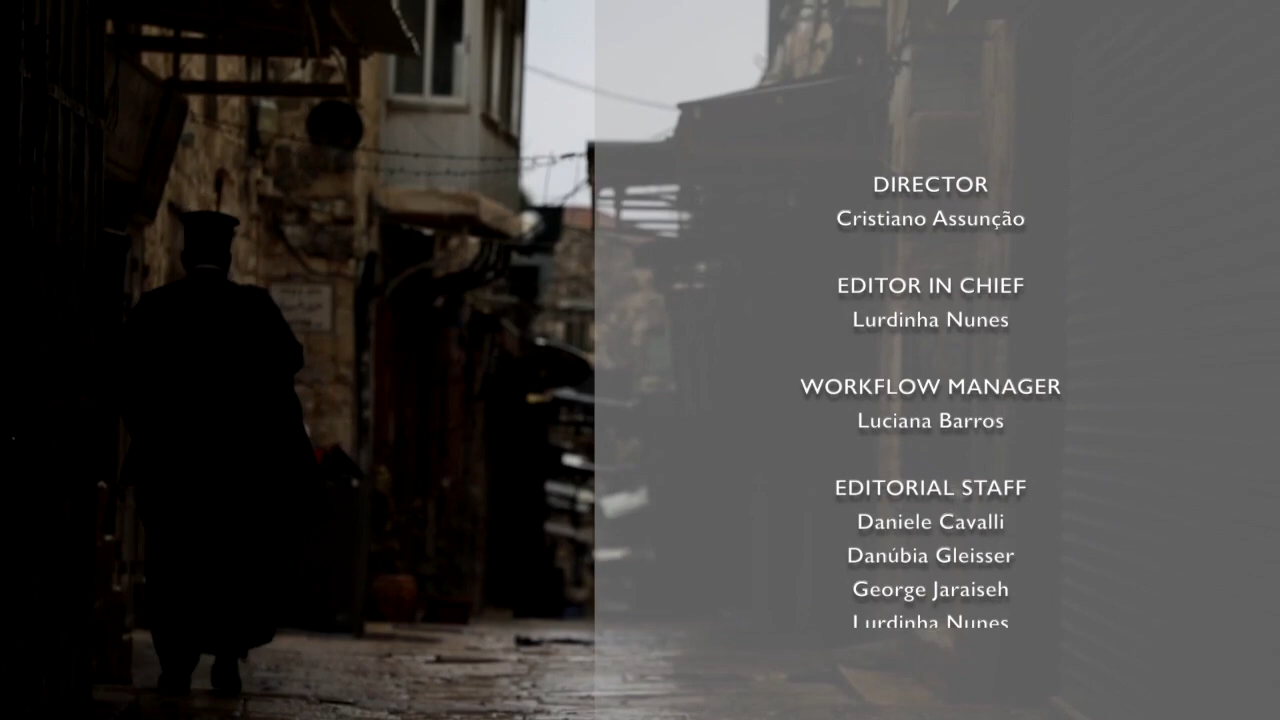 DIRECTOR
Cristiano Assunção
EDITOR IN CHIEF
Lurdinha Nunes
WORKFLOW MANAGER
Luciana Barros
EDITORIAL STAFF
Daniele Cavalli
Danúbia Gleisser
George Jaraiseh
Lurdinha Nunes